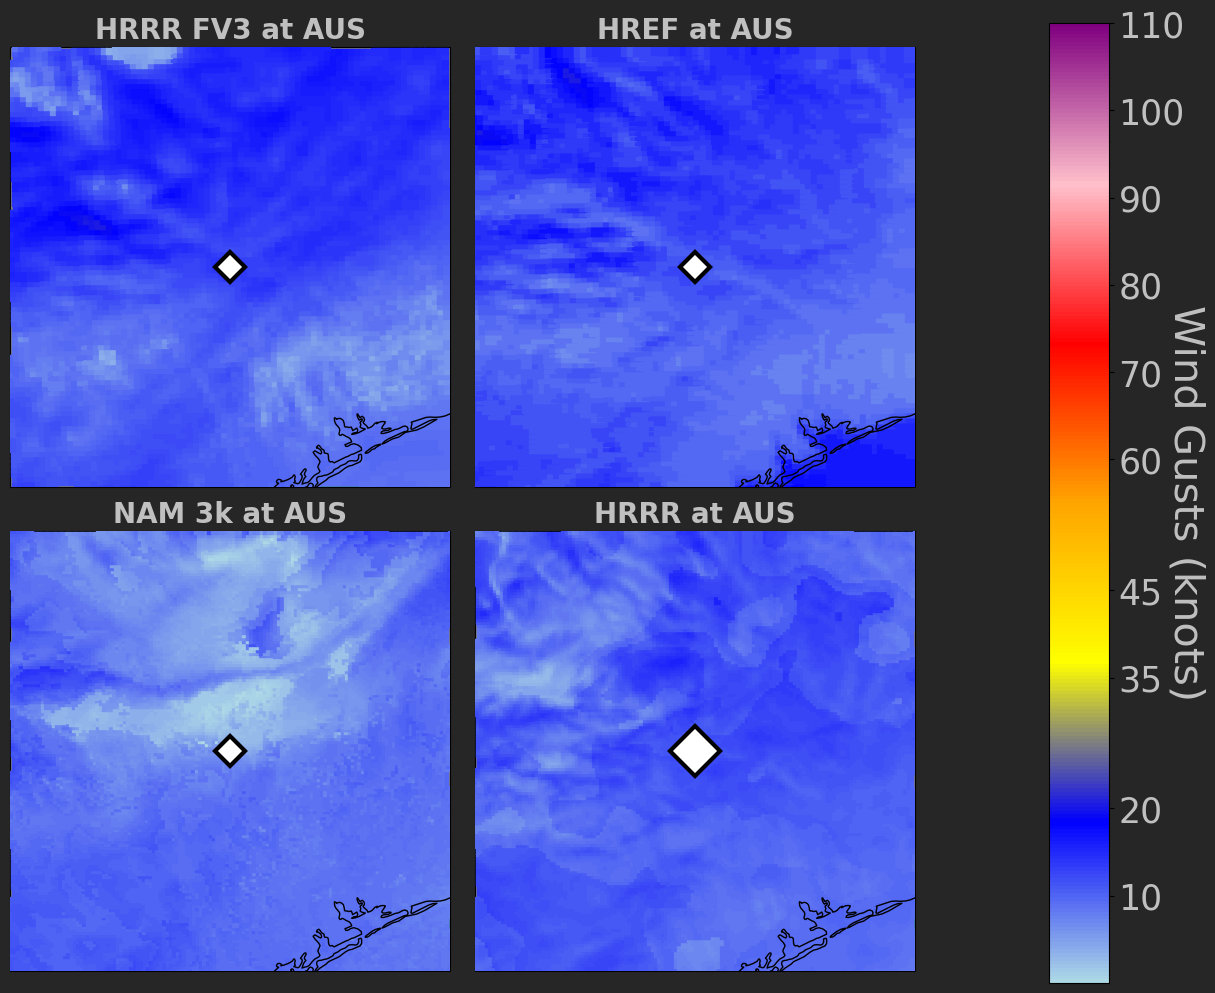 HRRR FV3 at AUS
HREF at AUS
NAM 3k at AUS
HRRR at AUS
110
100
90
80
70
60
45
35
20
10
Wind Gusts (knots)